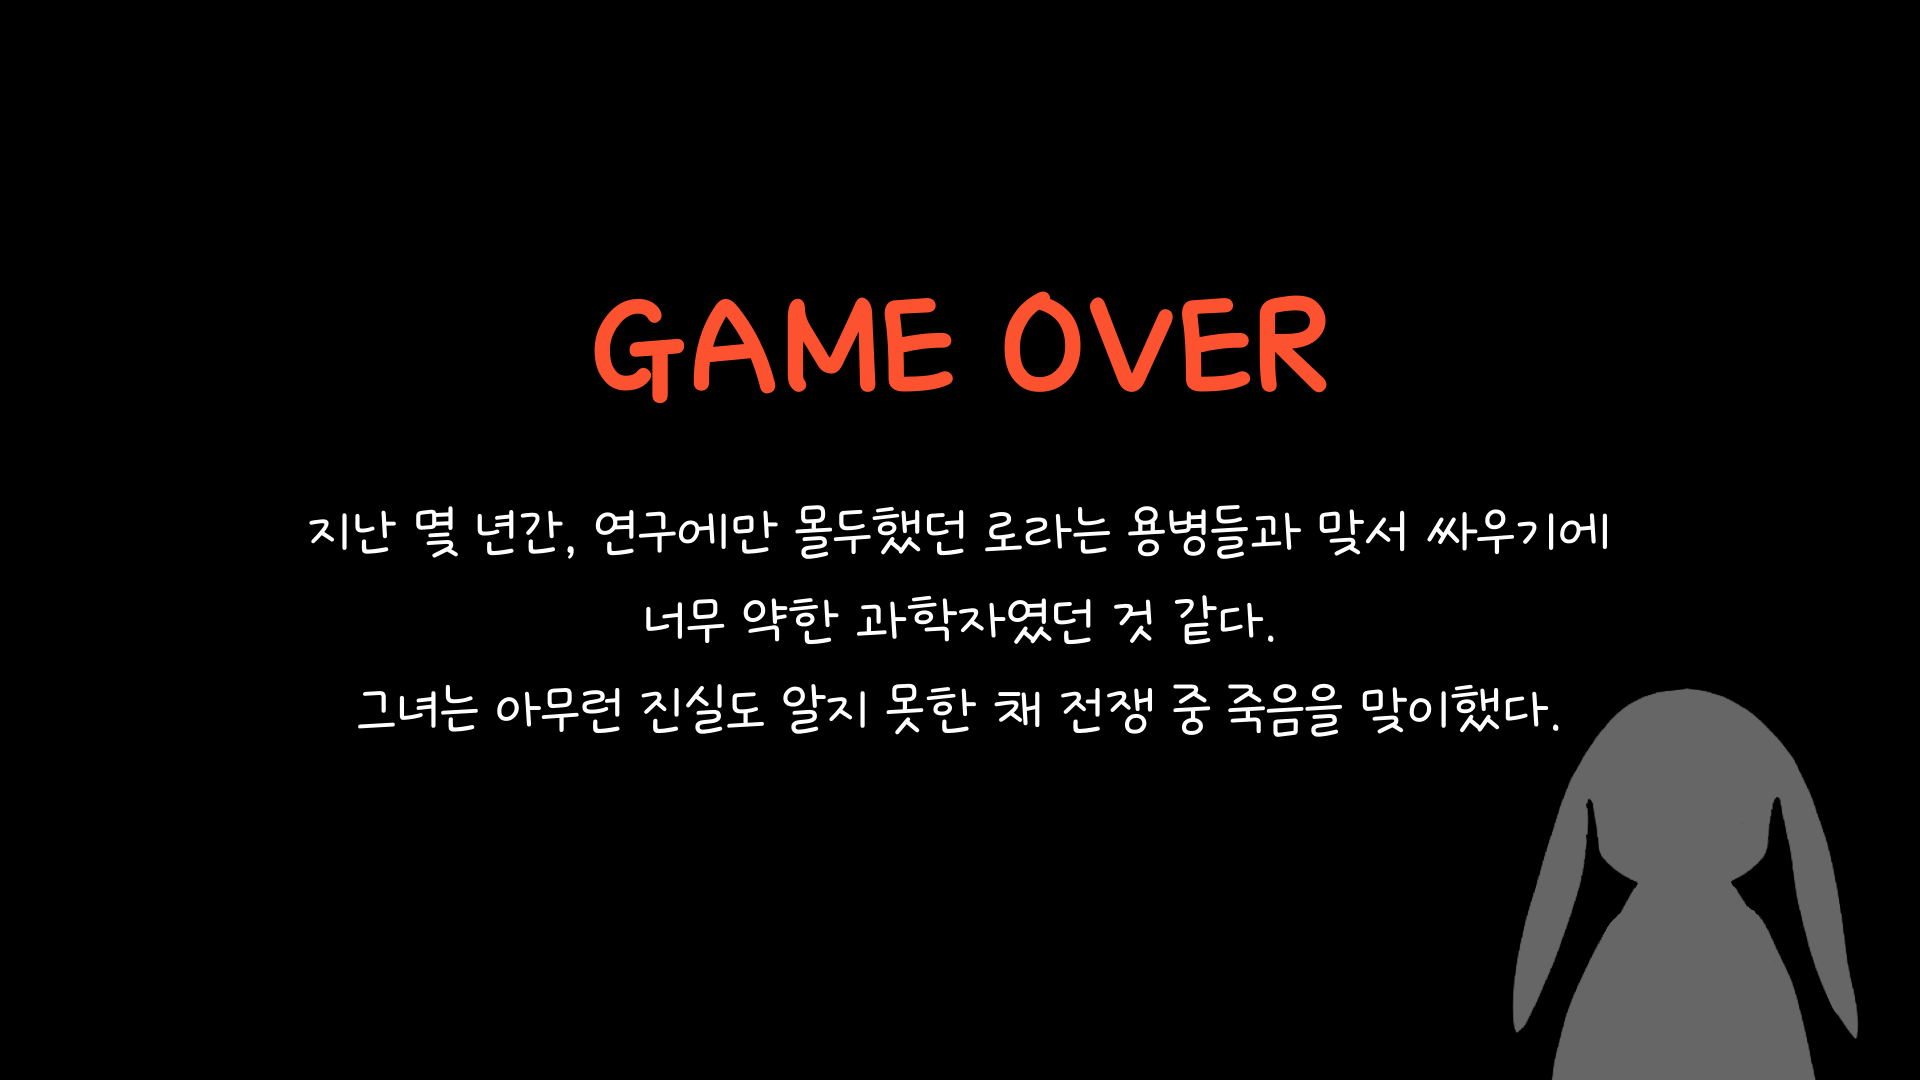 GAME OVER
지난 몇 년간, 연구에만 몰두했던 로라는 용병들과 맞서 싸우기에
너무 약한 과학자였던 것 같다.
그녀는 아무런 진실도 알지 못한 채 전쟁 중 죽음을 맞이했다.